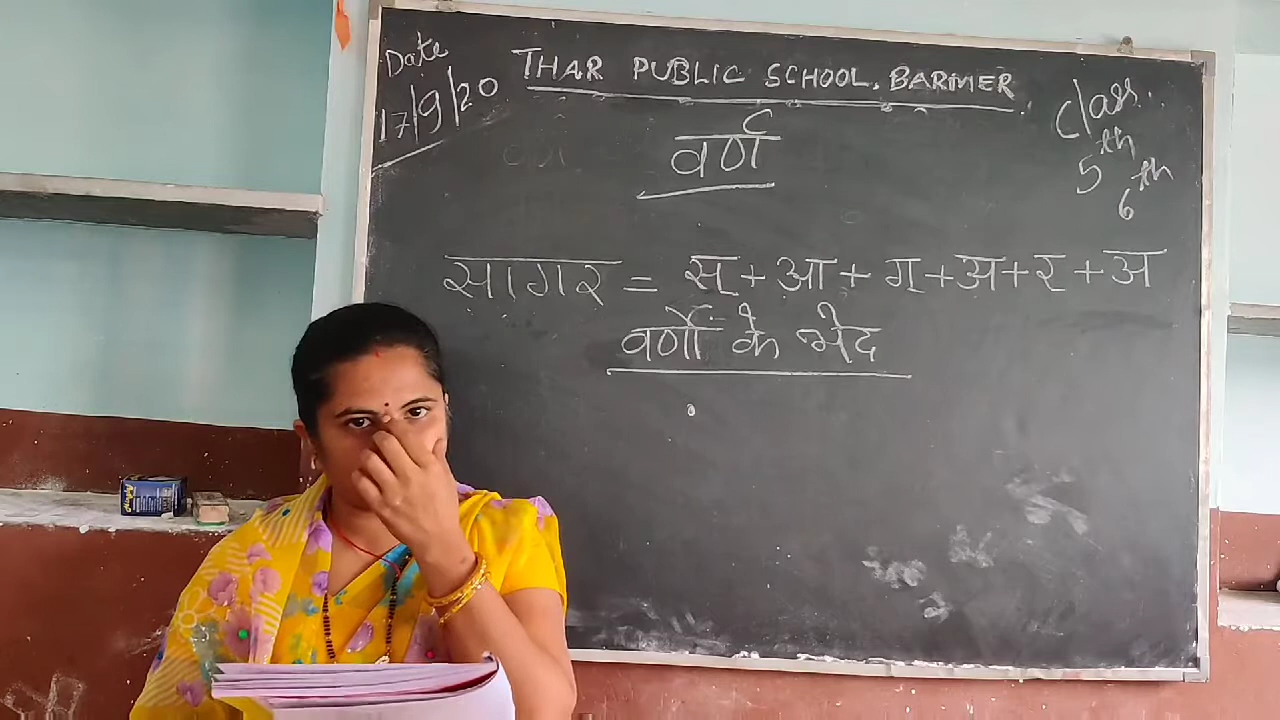 Date
17/9/20
THAR PUBLIC SCHOOL. BARMER
Class
5th
6th
वर्ण
सागर = स् + आ + ग् + अ + र् + अ
वर्णों के भेद